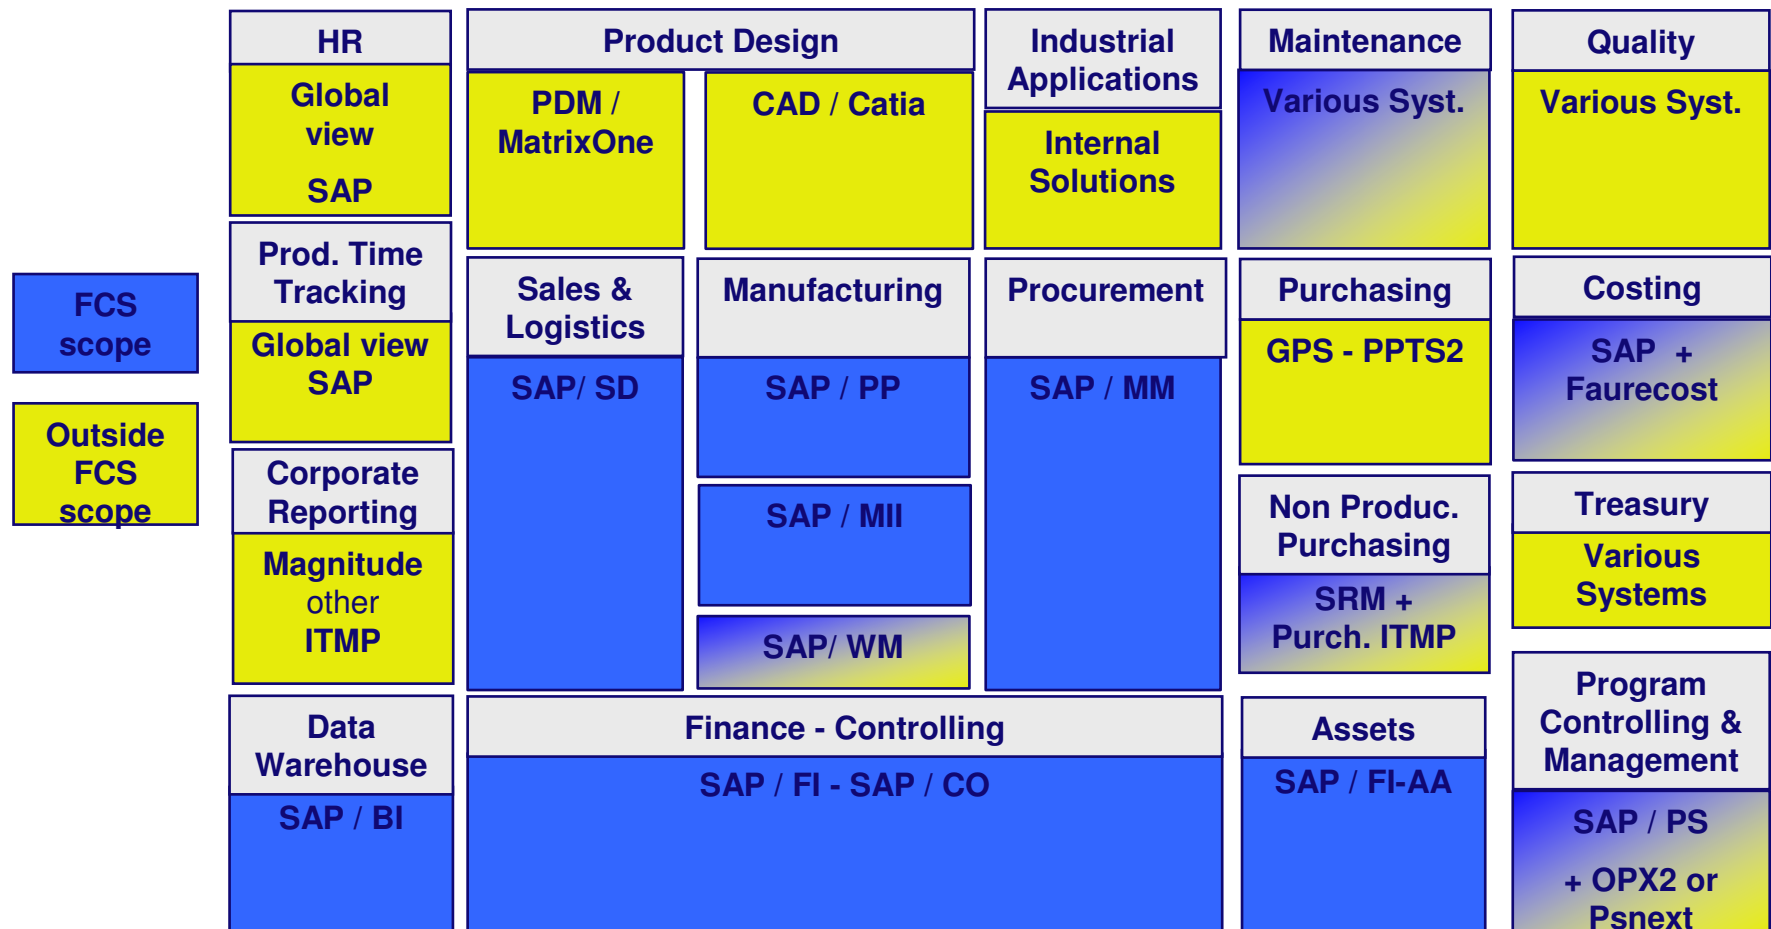 HR
Global
view
SAP
Product Design
PDM /
MatrixOne
CAD / Catia
Industrial
Applications
Internal
Solutions
Maintenance
Various Syst.
Quality
Various Syst.
FCS
scope
Outside
FCS
scope
Prod. Time
Tracking
Global view
SAP
Sales &
Logistics
SAP/ SD
Manufacturing
SAP / PP
SAP / MII
SAP/ WM
Procurement
SAP / MM
Purchasing
GPS - PPTS2
Costing
SAP +
Faurecost
Corporate
Reporting
Magnitude
other
ITMP
Non Produc.
Purchasing
SRM +
Purch. ITMP
Treasury
Various
Systems
Data
Warehouse
SAP / BI
Finance - Controlling
SAP / FI - SAP / CO
Assets
SAP / FI-AA
Program
Controlling &
Management
SAP / PS
+ OPX2 or
Psnext